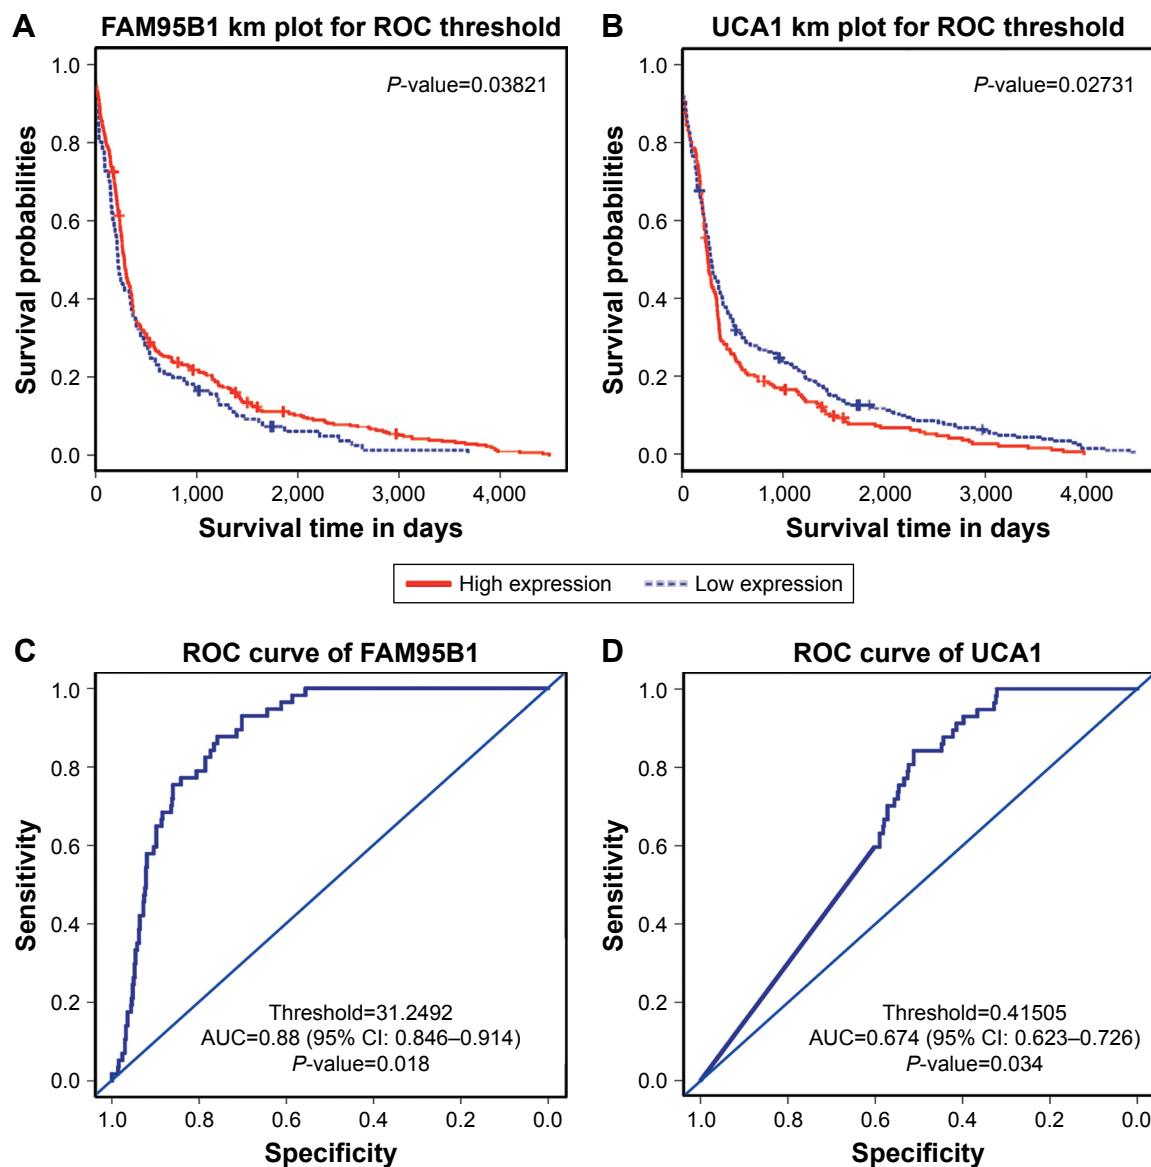 A
FAM95B1 km plot for ROC threshold
P-value=0.03821
Survival probabilities
1.0
0.8
0.6
0.4
0.2
0.0
0 1,000 2,000 3,000 4,000
Survival time in days
B
UCA1 km plot for ROC threshold
P-value=0.02731
Survival probabilities
1.0
0.8
0.6
0.4
0.2
0.0
0 1,000 2,000 3,000 4,000
Survival time in days
High expression Low expression
C
ROC curve of FAM95B1
Sensitivity
1.0
0.8
0.6
0.4
0.2
0.0
Threshold=31.2492
AUC=0.88 (95% CI: 0.846–0.914)
P-value=0.018
1.0 0.8 0.6 0.4 0.2 0.0
Specificity
D
ROC curve of UCA1
Sensitivity
1.0
0.8
0.6
0.4
0.2
0.0
Threshold=0.41505
AUC=0.674 (95% CI: 0.623–0.726)
P-value=0.034
1.0 0.8 0.6 0.4 0.2 0.0
Specificity